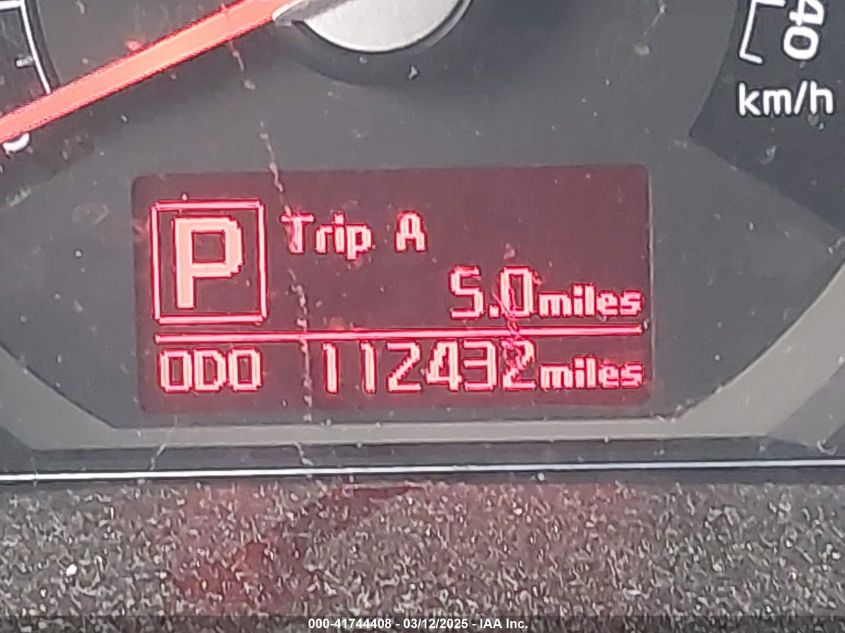 40
km/h
P
Trip A
5.0miles
ODO 112432miles
000-41744408 - 03/12/2025 - IAA Inc.